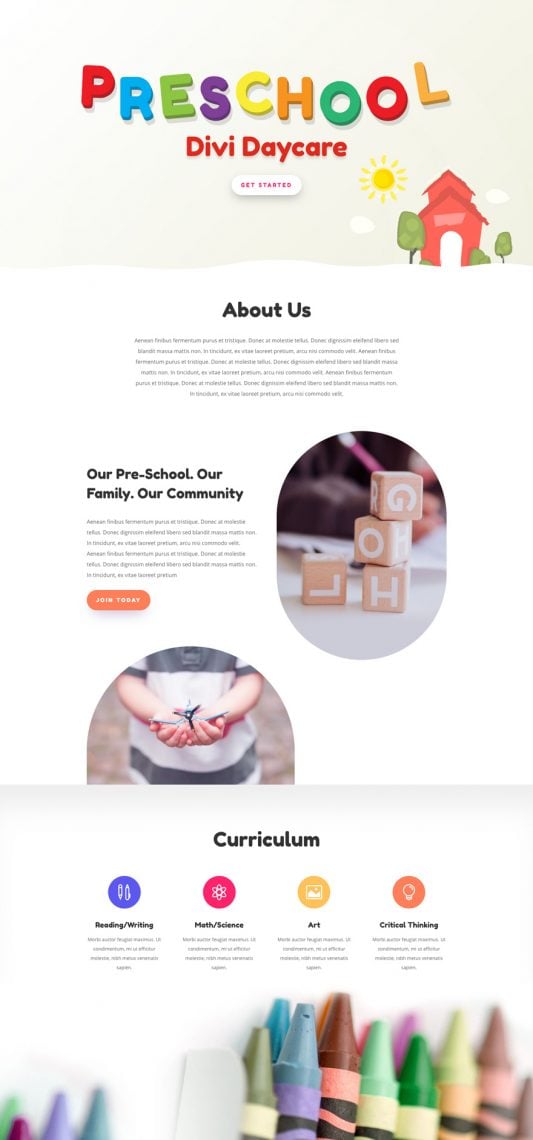 PRESCHOOL
Divi Daycare
GET STARTED
About Us
Aenean finibus fermentum purus et tristique. Donec at molestie tellus. Donec dignissim eleifend libero sed
blandit massa mattis non. In tincidunt, ex vitae laoreet pretium, arcu nisi commodo velit. Aenean finibus
fermentum purus et tristique. Donec at molestie tellus. Donec dignissim eleifend libero sed blandit massa
mattis non. In tincidunt, ex vitae laoreet pretium, arcu nisi commodo velit. Aenean finibus fermentum
purus et tristique. Donec at molestie tellus. Donec dignissim eleifend libero sed blandit massa mattis non.
In tincidunt, ex vitae laoreet pretium, arcu nisi commodo velit.
Our Pre-School. Our
Family. Our Community
Aenean finibus fermentum purus et tristique. Donec at molestie
tellus. Donec dignissim eleifend libero sed blandit massa mattis non.
In tincidunt, ex vitae laoreet pretium, arcu nisi commodo velit.
Aenean finibus fermentum purus et tristique. Donec at molestie
tellus. Donec dignissim eleifend libero sed blandit massa mattis non.
In tincidunt, ex vitae laoreet pretium
JOIN TODAY
G
O H
L H
Curriculum
Reading/Writing
Morbi auctor feugiat maximus. Ut
condimentum, mi ut efficitur
molestie, nibh metus venenatis
sapien.
Math/Science
Morbi auctor feugiat maximus. Ut
condimentum, mi ut efficitur
molestie, nibh metus venenatis
sapien.
Art
Morbi auctor feugiat maximus. Ut
condimentum, mi ut efficitur
molestie, nibh metus venenatis
sapien.
Critical Thinking
Morbi auctor feugiat maximus. Ut
condimentum, mi ut efficitur
molestie, nibh metus venenatis
sapien.